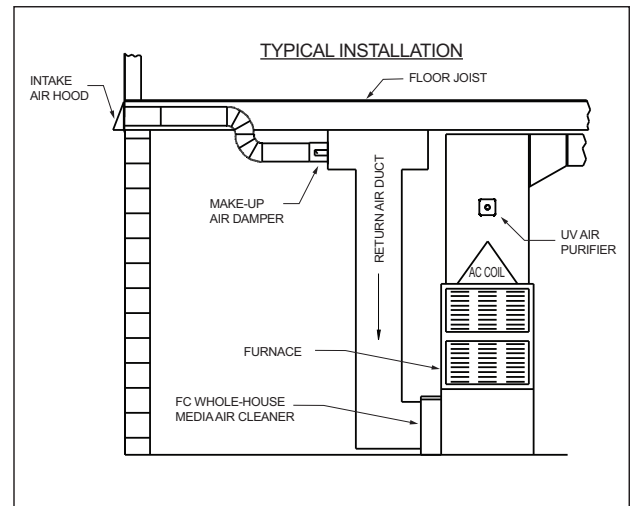 TYPICAL INSTALLATION
INTAKE
AIR HOOD
FLOOR JOIST
MAKE-UP
AIR DAMPER
RETURN AIR DUCT
UV AIR
PURIFIER
AC COIL
FURNACE
FC WHOLE-HOUSE
MEDIA AIR CLEANER